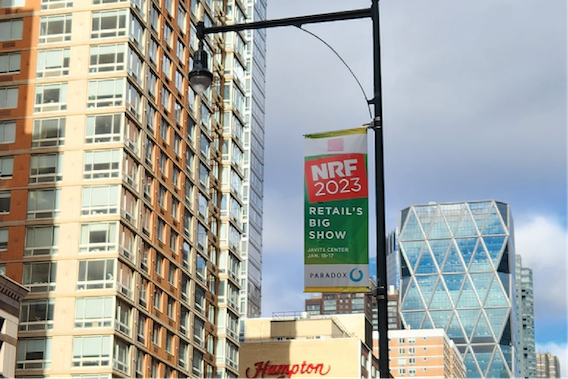 NRF
2023
RETAIL'S
BIG
SHOW
JAVITS CENTER
JAN. 15-17
PARADOX
Hampton